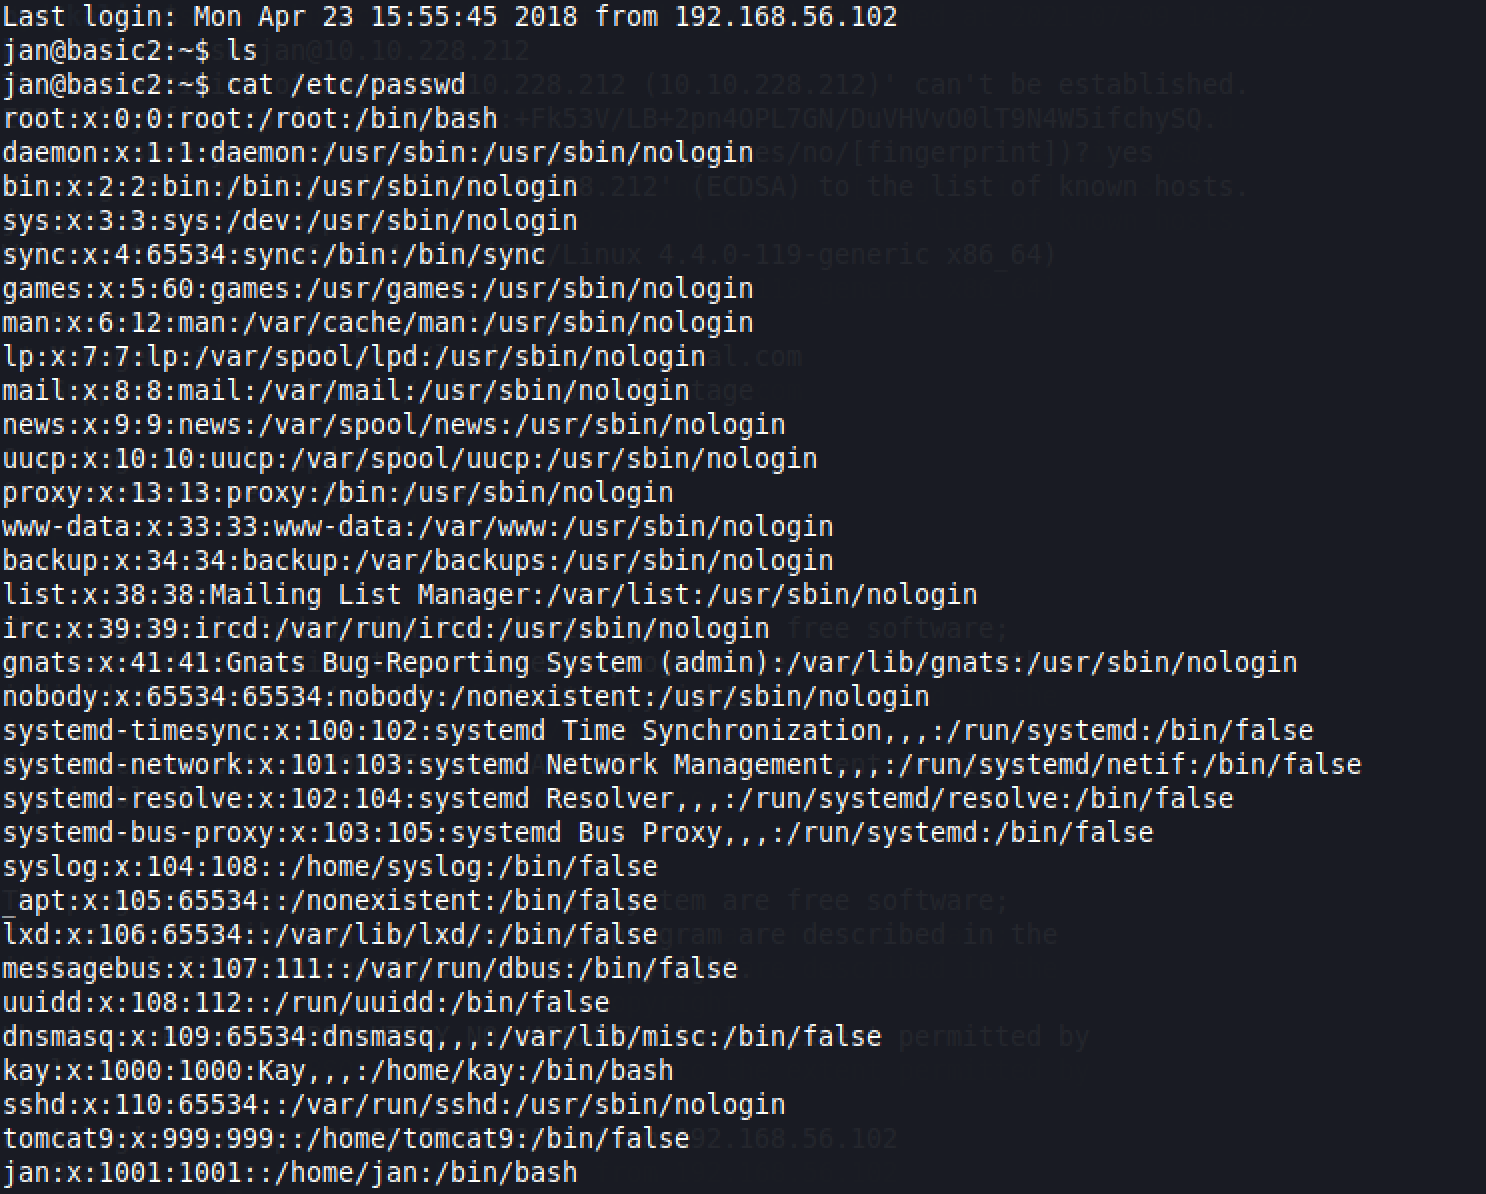 Last login: Mon Apr 23 15:55:45 2018 from 192.168.56.102
jan@basic2:~$ ls
jan@basic2:~$ cat /etc/passwd
root:x:0:0:root:/root:/bin/bash
daemon:x:1:1:daemon:/usr/sbin:/usr/sbin/nologin
bin:x:2:2:bin:/bin:/usr/sbin/nologin
sys:x:3:3:sys:/dev:/usr/sbin/nologin
sync:x:4:65534:sync:/bin:/bin/sync
games:x:5:60:games:/usr/games:/usr/sbin/nologin
man:x:6:12:man:/var/cache/man:/usr/sbin/nologin
lp:x:7:7:lp:/var/spool/lpd:/usr/sbin/nologin
mail:x:8:8:mail:/var/mail:/usr/sbin/nologin
news:x:9:9:news:/var/spool/news:/usr/sbin/nologin
uucp:x:10:10:uucp:/var/spool/uucp:/usr/sbin/nologin
proxy:x:13:13:proxy:/bin:/usr/sbin/nologin
www-data:x:33:33:www-data:/var/www:/usr/sbin/nologin
backup:x:34:34:backup:/var/backups:/usr/sbin/nologin
list:x:38:38:Mailing List Manager:/var/list:/usr/sbin/nologin
irc:x:39:39:ircd:/var/run/ircd:/usr/sbin/nologin
gnats:x:41:41:Gnats Bug-Reporting System (admin):/var/lib/gnats:/usr/sbin/nologin
nobody:x:65534:65534:nobody:/nonexistent:/usr/sbin/nologin
systemd-timesync:x:100:102:systemd Time Synchronization,,,:/run/systemd:/bin/false
systemd-network:x:101:103:systemd Network Management,,,:/run/systemd/netif:/bin/false
systemd-resolve:x:102:104:systemd Resolver,,,:/run/systemd/resolve:/bin/false
systemd-bus-proxy:x:103:105:systemd Bus Proxy,,,:/run/systemd:/bin/false
syslog:x:104:108::/home/syslog:/bin/false
_apt:x:105:65534::/nonexistent:/bin/false
lxd:x:106:65534::/var/lib/lxd/:/bin/false
messagebus:x:107:111::/var/run/dbus:/bin/false
uuidd:x:108:112::/run/uuidd:/bin/false
dnsmasq:x:109:65534:dnsmasq,,,:/var/lib/misc:/bin/false
kay:x:1000:1000:Kay,,,:/home/kay:/bin/bash
sshd:x:110:65534::/var/run/sshd:/usr/sbin/nologin
tomcat9:x:999:999::/home/tomcat9:/bin/false
jan:x:1001:1001::/home/jan:/bin/bash